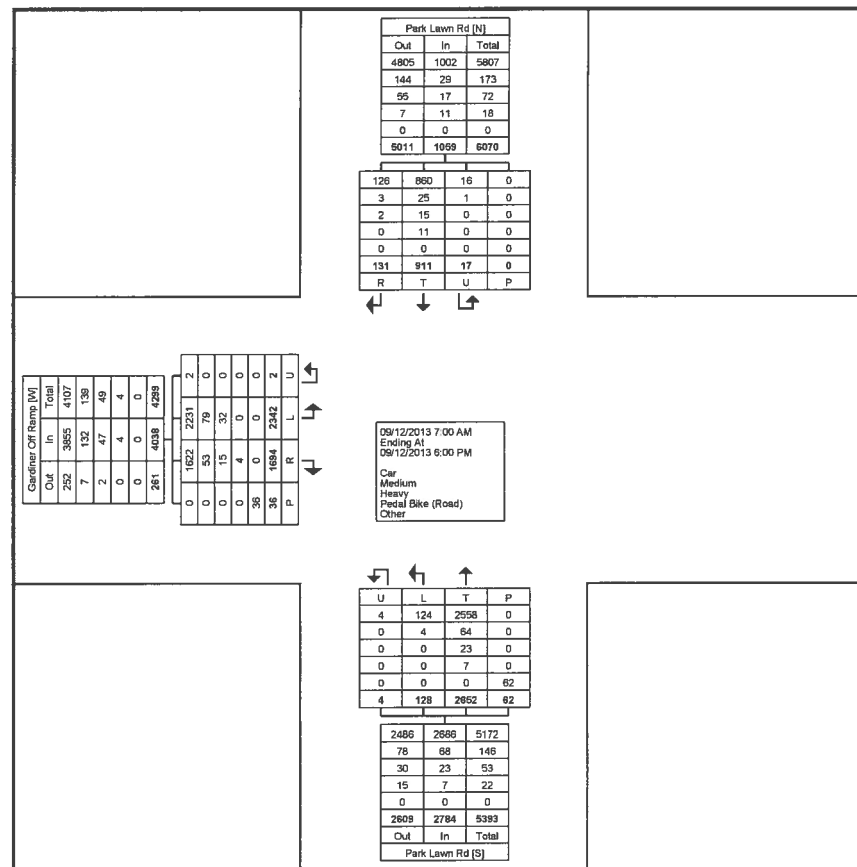 Park Lawn Rd [N]
Out In Total
4805 1002 5807
144 29 173
55 17 72
7 11 18
0 0 0
5011 1059 6070
126 860 16 0
3 25 1 0
2 15 0 0
0 11 0 0
0 0 0 0
131 911 17 0
R T U P
Gardiner Off Ramp [W]
Out In Total
252 3855 4107
7 132 139
2 47 49
0 4 4
0 0 0
261 4038 4299
0 1622 2231 2
0 53 79 0
0 15 32 0
0 4 0 0
36 0 0 0
36 1694 2342 2
P R L U
09/12/2013 7:00 AM
Ending At
09/12/2013 6:00 PM
Car
Medium
Heavy
Pedal Bike (Road)
Other
U L T P
4 124 2558 0
0 4 64 0
0 0 23 0
0 0 7 0
0 0 0 62
4 128 2652 62
2486 2686 5172
78 68 146
30 23 53
15 7 22
0 0 0
2609 2784 5393
Out In Total
Park Lawn Rd [S]